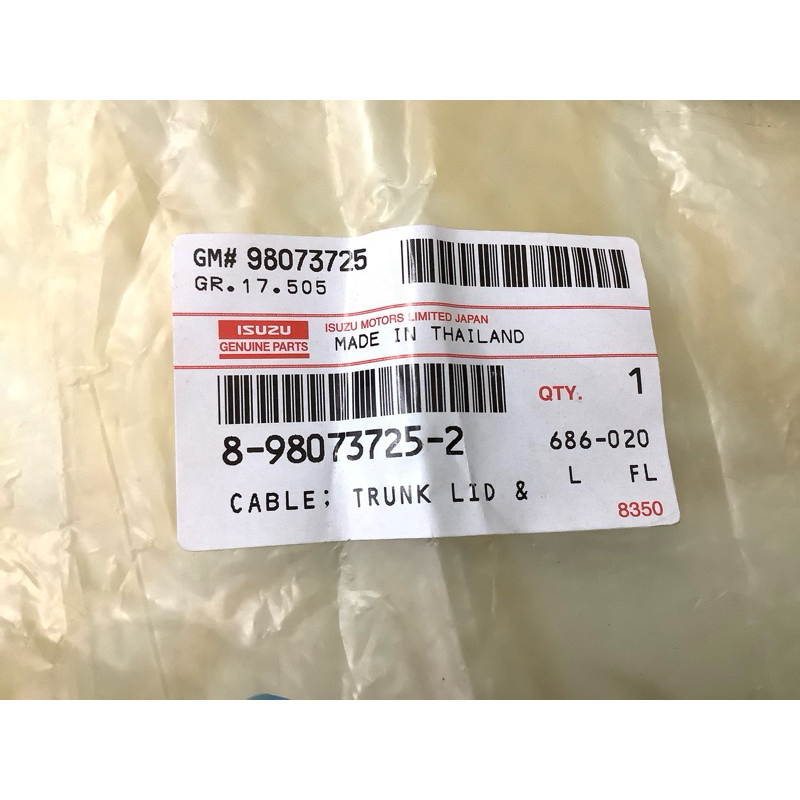 GM# 98073725
GR.17.505
ISUZU
GENUINE PARTS
ISUZU MOTORS LIMITED JAPAN
MADE IN THAILAND
QTY. 1
8-98073725-2
686-020
L FL
CABLE; TRUNK LID &
8350